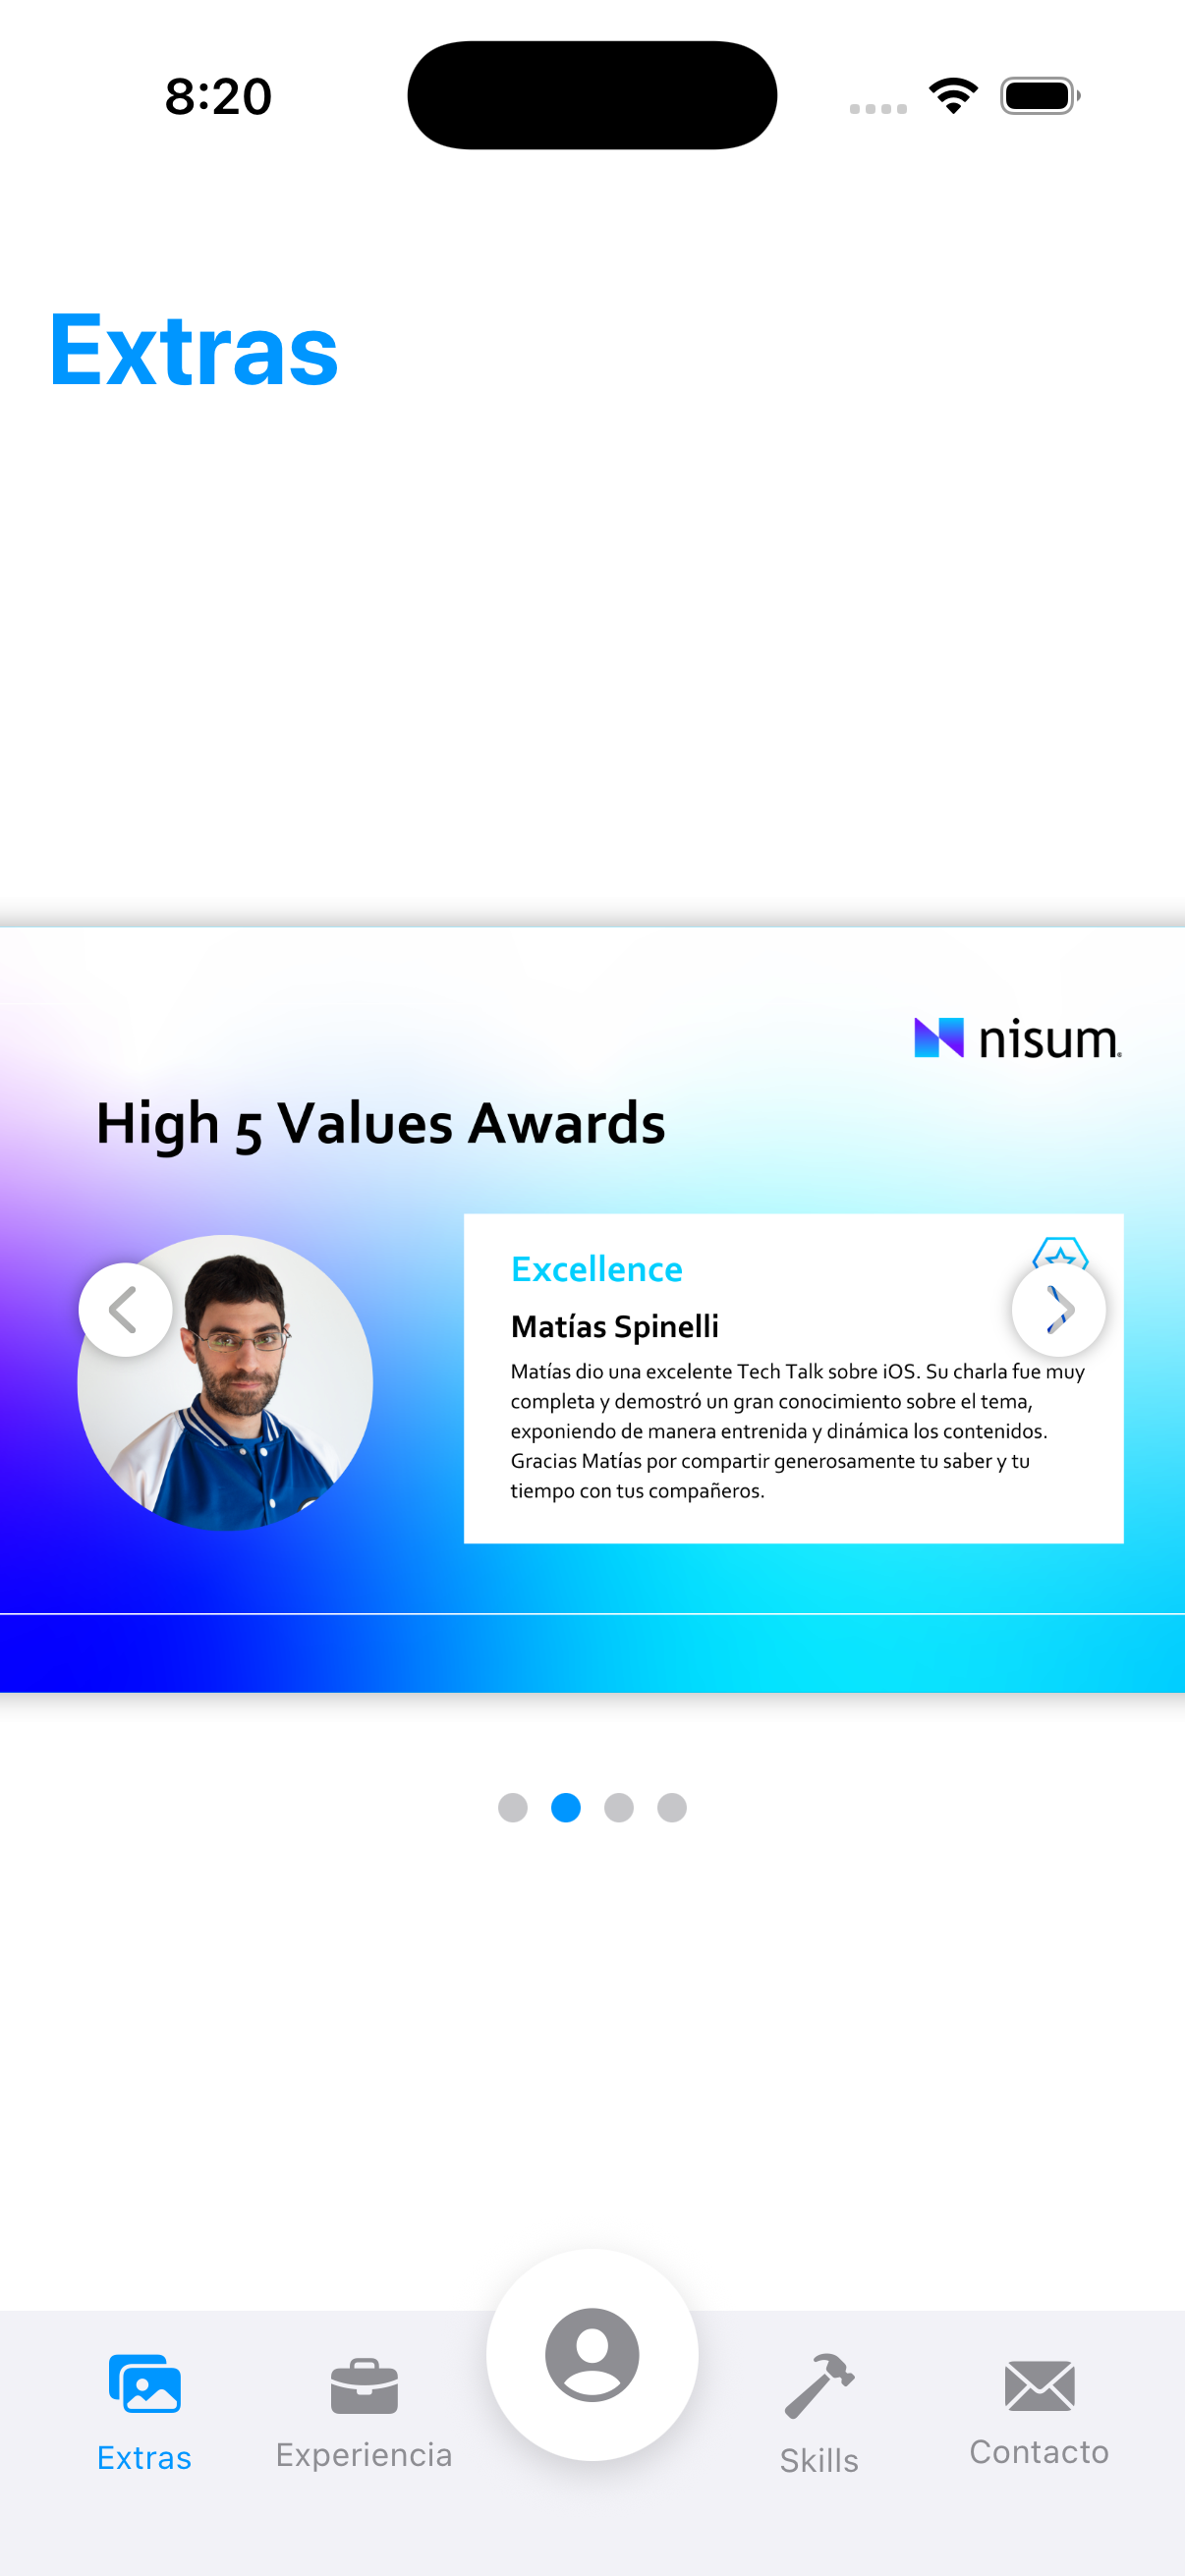 8:20
Extras
nisum
High 5 Values Awards
Excellence
Matías Spinelli
Matías dio una excelente Tech Talk sobre iOS. Su charla fue muy
completa y demostró un gran conocimiento sobre el tema,
exponiendo de manera entretenida y dinámica los contenidos.
Gracias Matías por compartir generosamente tu saber y tu
tiempo con tus compañeros.
Extras
Experiencia
Skills
Contacto